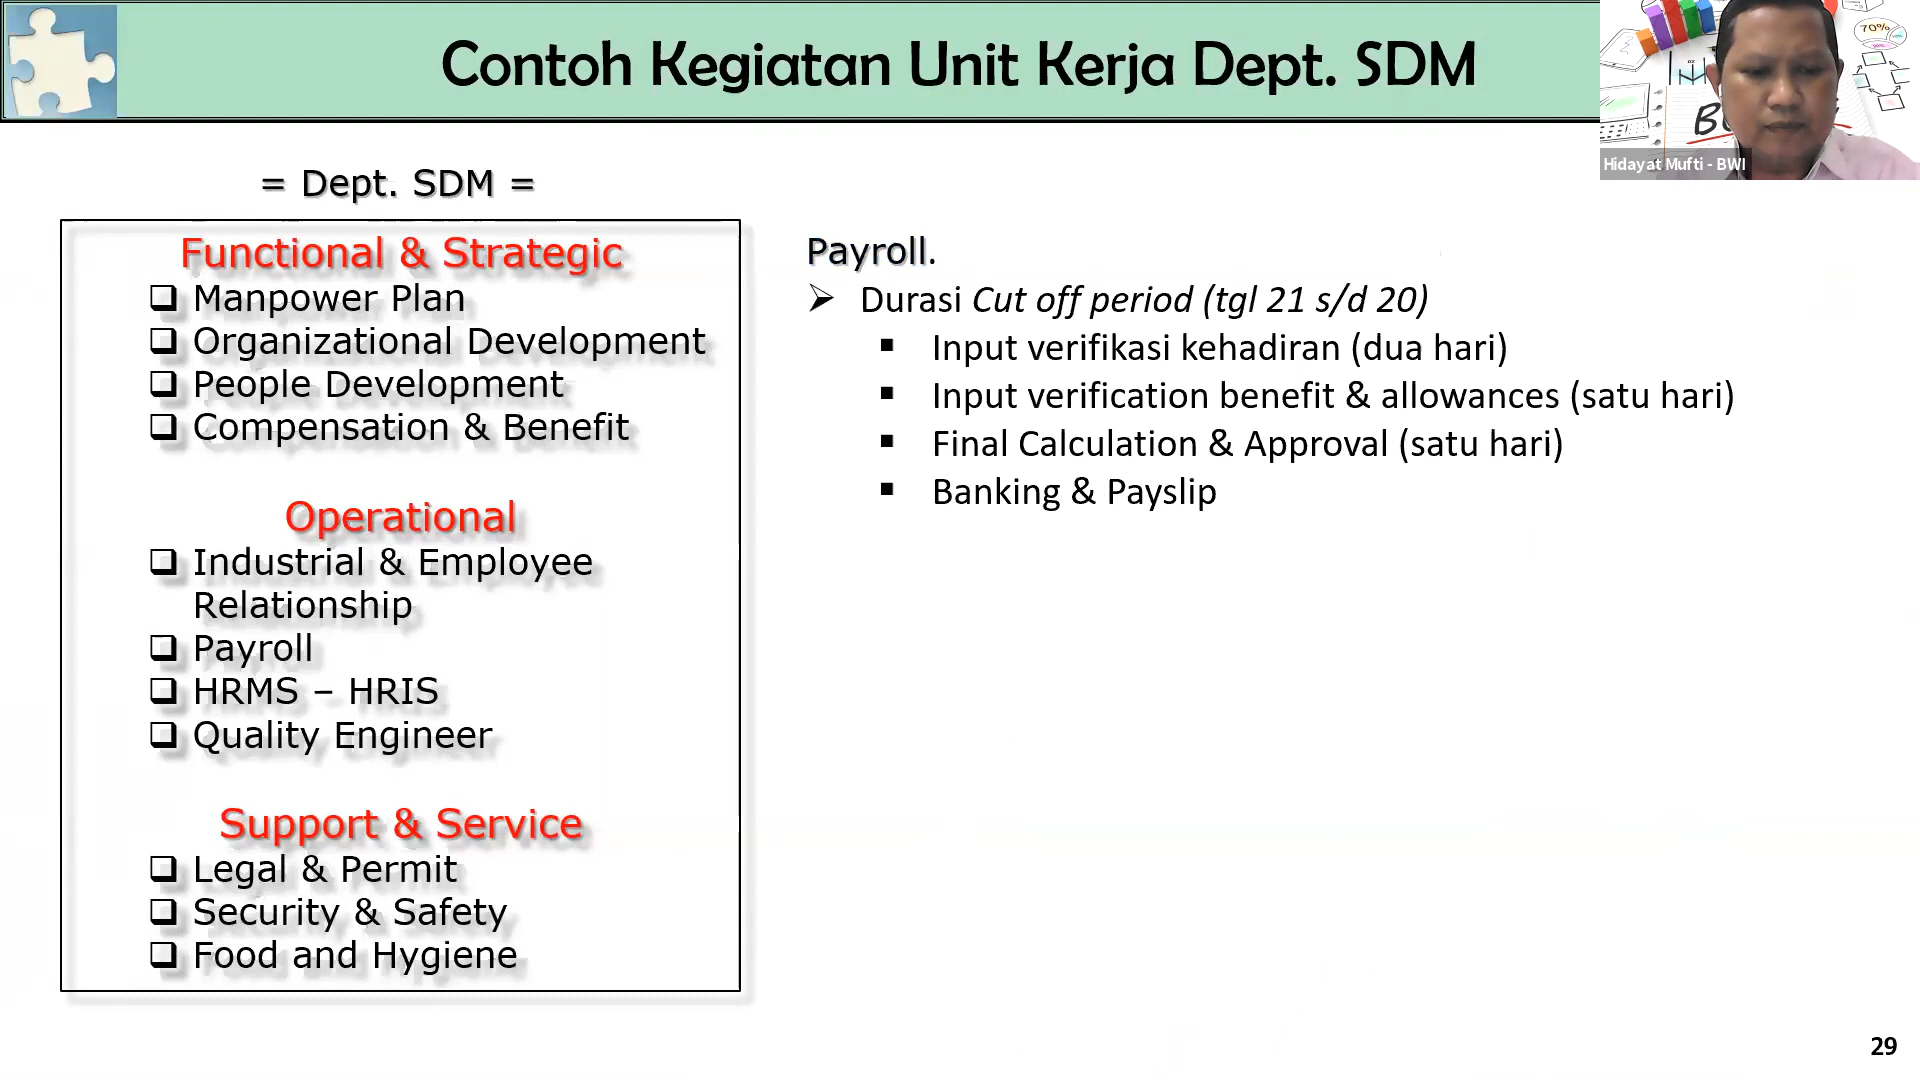 Contoh Kegiatan Unit Kerja Dept. SDM
70%
Hidayat Mufti - BWI
= Dept. SDM =
Functional & Strategic
❑ Manpower Plan
❑ Organizational Development
❑ People Development
❑ Compensation & Benefit
Operational
❑ Industrial & Employee
Relationship
❑ Payroll
❑ HRMS – HRIS
❑ Quality Engineer
Support & Service
❑ Legal & Permit
❑ Security & Safety
❑ Food and Hygiene
Payroll.
➢ Durasi Cut off period (tgl 21 s/d 20)
▪ Input verifikasi kehadiran (dua hari)
▪ Input verification benefit & allowances (satu hari)
▪ Final Calculation & Approval (satu hari)
▪ Banking & Payslip
29